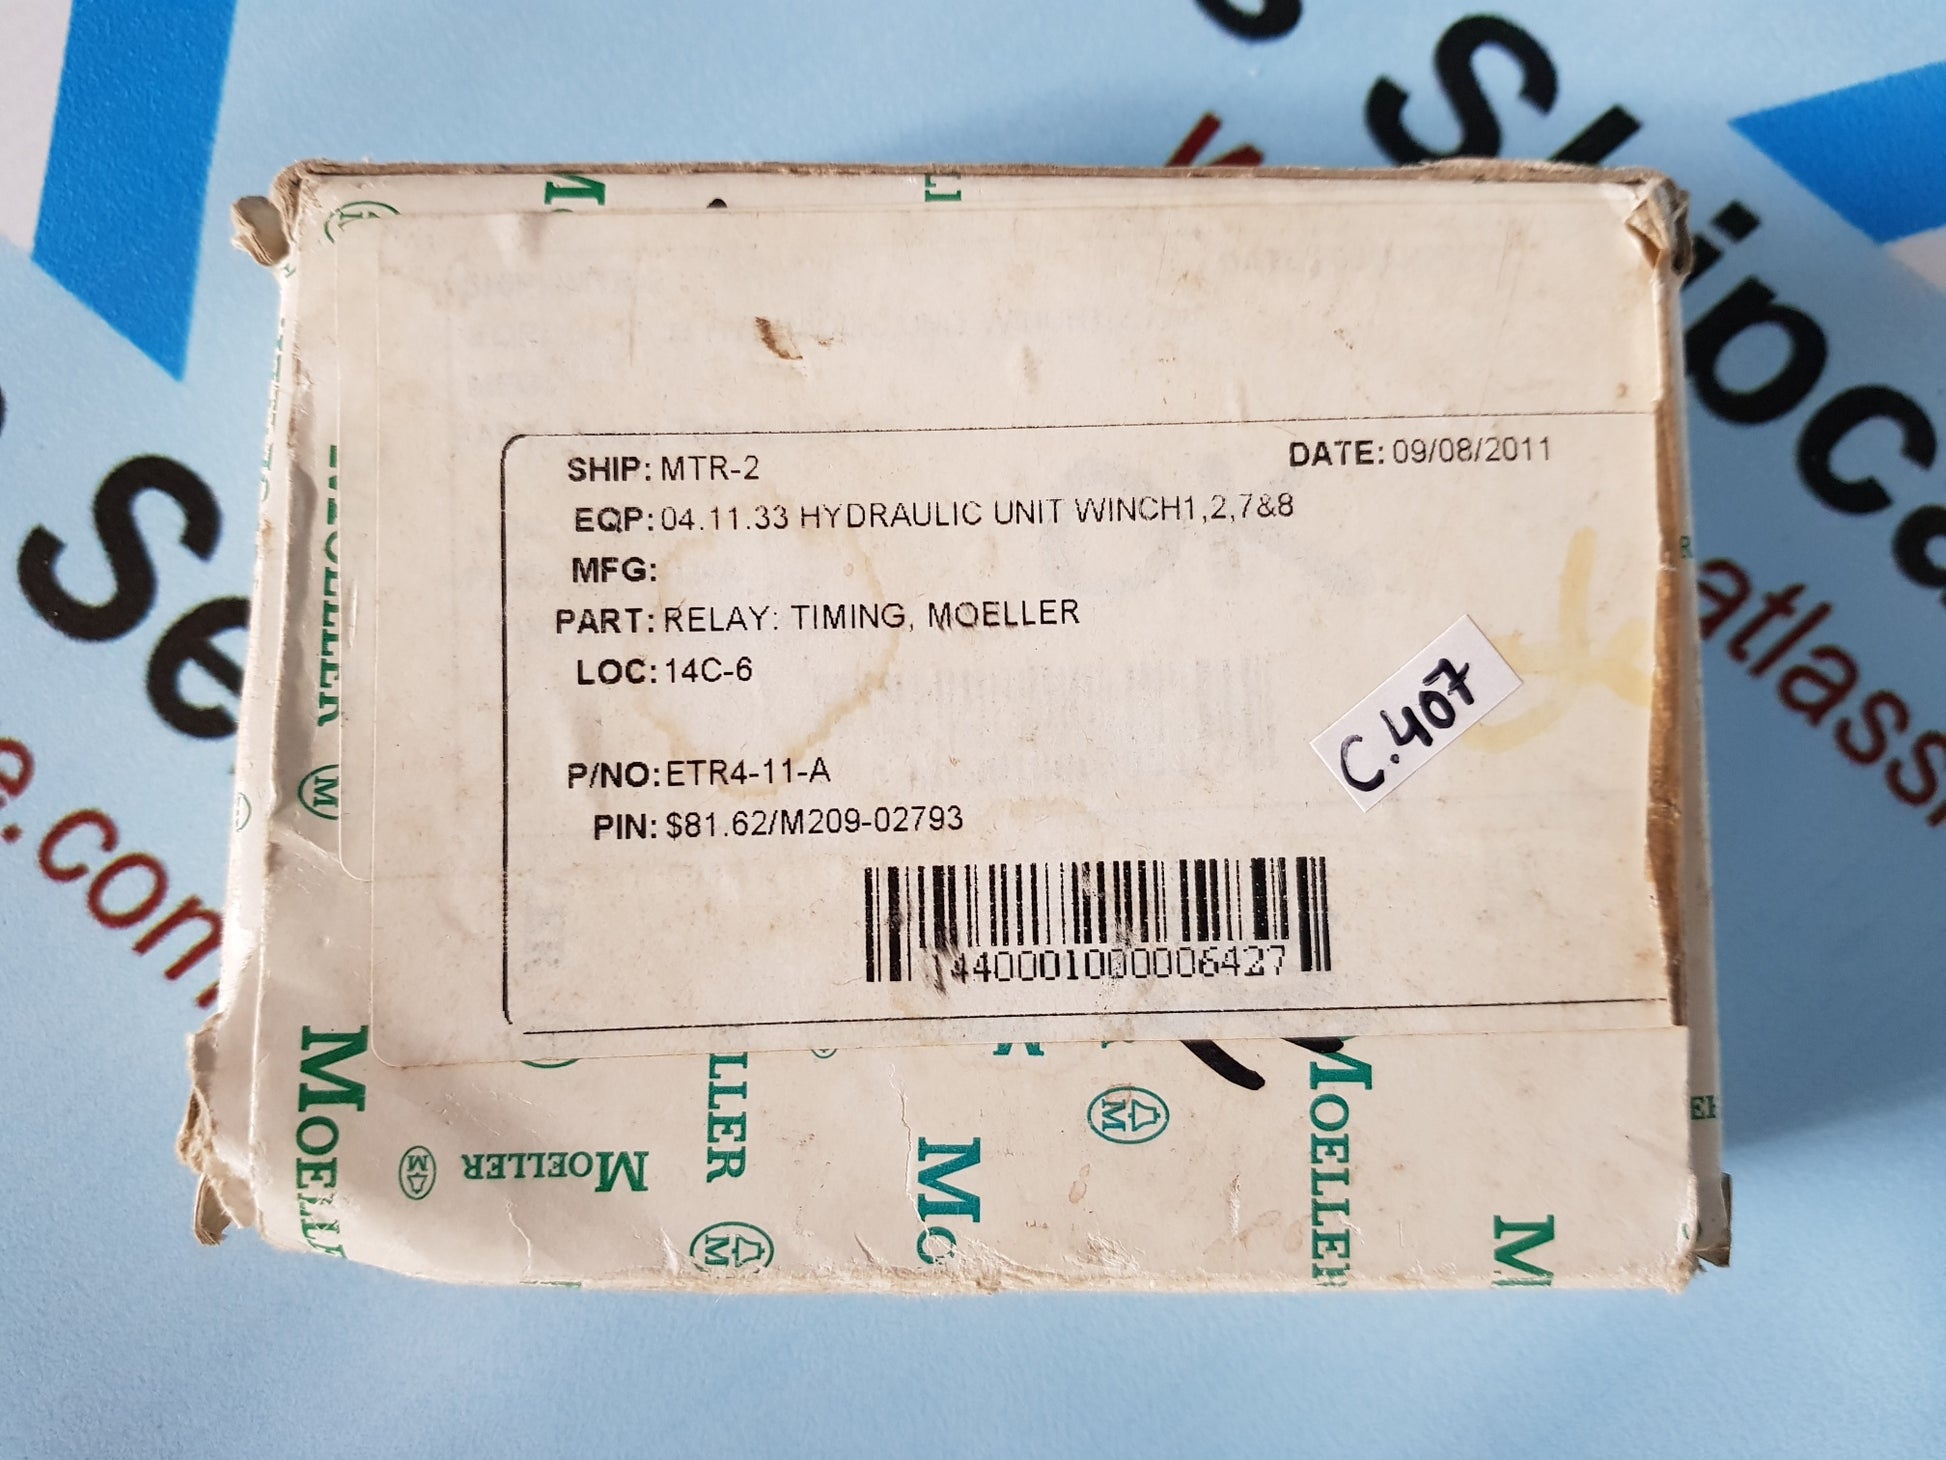 SHIP: MTR-2
DATE: 09/08/2011
EQP: 04.11.33 HYDRAULIC UNIT WINCH1,2,7&8
MFG:
PART: RELAY: TIMING, MOELLER
LOC: 14C-6
C.407
P/NO: ETR4-11-A
PIN: $81.62/M209-02793
1440001000006427
MOELLER
MOELLER
MOELLER